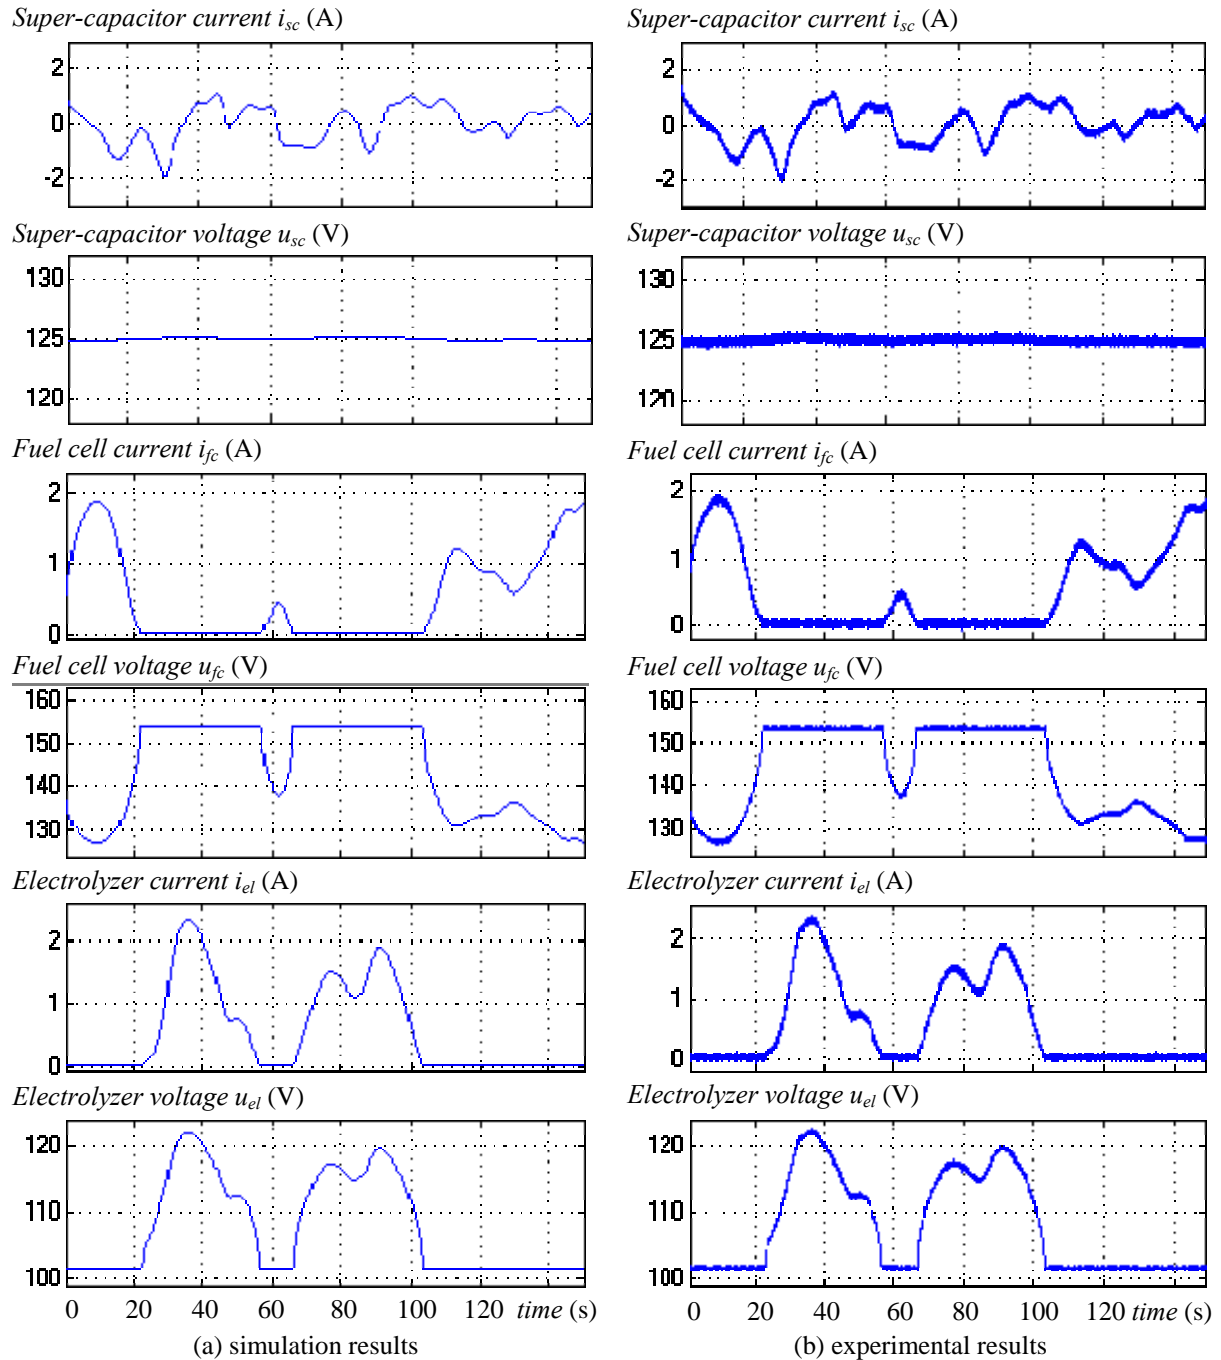 Super-capacitor current isc (A)
2
0
-2
Super-capacitor voltage usc (V)
130
125
120
Fuel cell current ifc (A)
2
1
0
Fuel cell voltage ufc (V)
160
150
140
130
Electrolyzer current iel (A)
2
1
0
Electrolyzer voltage uel (V)
120
110
100
0 20 40 60 80 100 120 time (s)
(a) simulation results
Super-capacitor current isc (A)
2
0
-2
Super-capacitor voltage usc (V)
130
125
120
Fuel cell current ifc (A)
2
1
0
Fuel cell voltage ufc (V)
160
150
140
130
Electrolyzer current iel (A)
2
1
0
Electrolyzer voltage uel (V)
120
110
100
0 20 40 60 80 100 120 time (s)
(b) experimental results